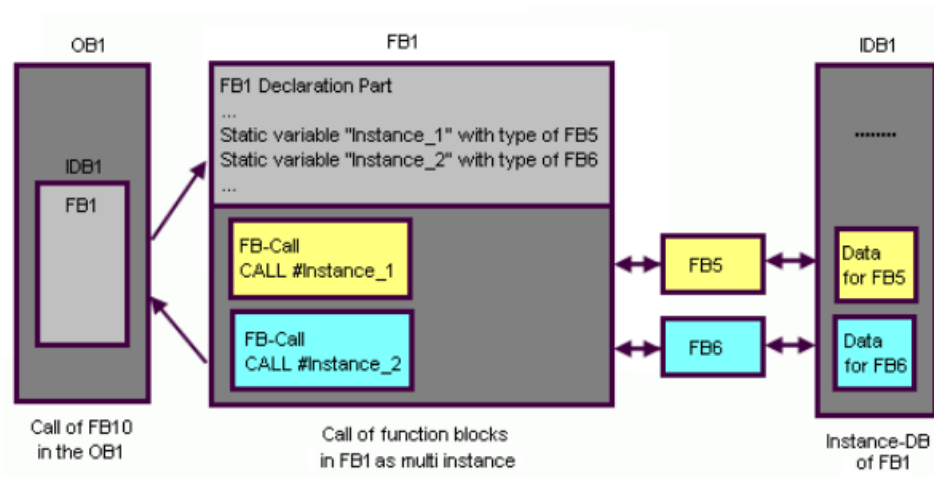 OB1
IDB1
FB1
Call of FB10
in the OB1
FB1
FB1 Declaration Part
...
Static variable "Instance_1" with type of FB5
Static variable "Instance_2" with type of FB6
...
FB-Call
CALL #Instance_1
FB-Call
CALL #Instance_2
Call of function blocks
in FB1 as multi instance
FB5
FB6
IDB1
........
Data
for FB5
Data
for FB6
Instance-DB
of FB1